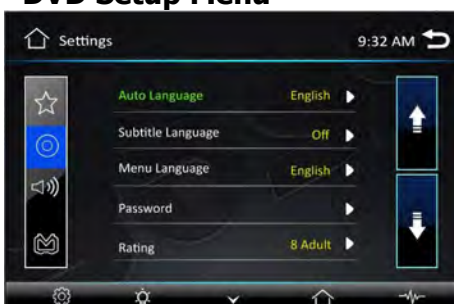 DVD Setup Menu
Settings 9:32 AM
Auto Language English
Subtitle Language Off
Menu Language English
Password
Rating 8 Adult